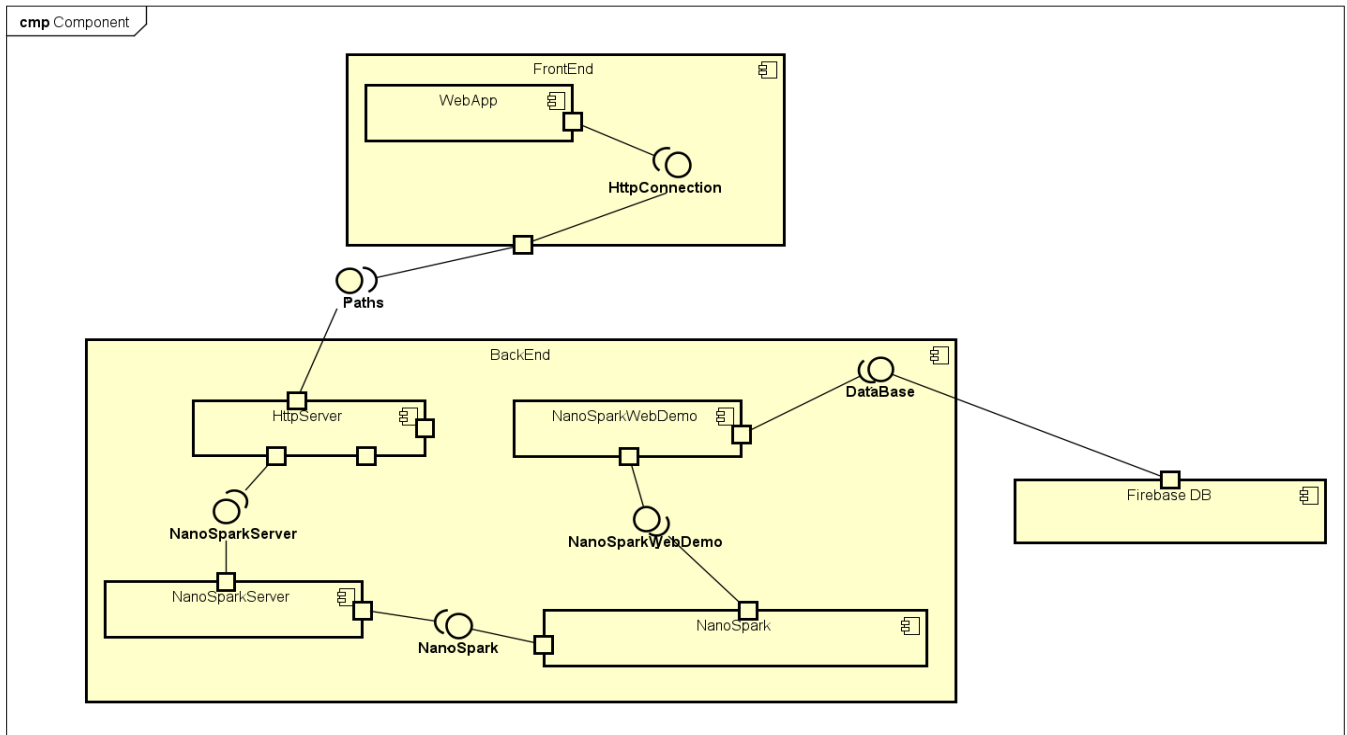 cmp Component
FrontEnd
WebApp
HttpConnection
Paths
BackEnd
DataBase
HttpServer
NanoSparkWebDemo
Firebase DB
NanoSparkServer
NanoSparkWebDemo
NanoSparkServer
NanoSpark
NanoSpark